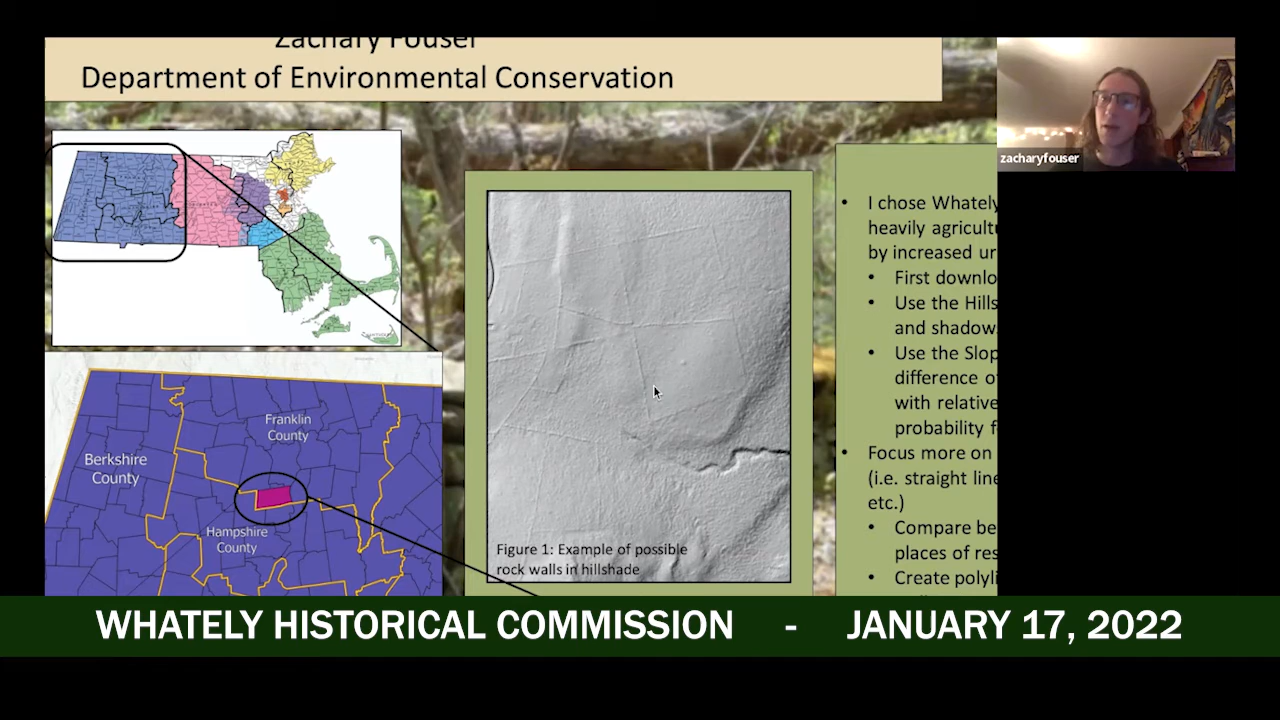 Zachary Fouser
Department of Environmental Conservation
zacharyfouser
Franklin
County
Berkshire
County
Hampshire
County
Figure 1: Example of possible
rock walls in hillshade
• I chose Whately
heavily agricultu
by increased ur
• First downlo
• Use the Hills
and shadow
• Use the Slop
difference o
with relative
probability f
• Focus more on
(i.e. straight line
etc.)
• Compare be
places of res
• Create polyli
WHATELY HISTORICAL COMMISSION - JANUARY 17, 2022